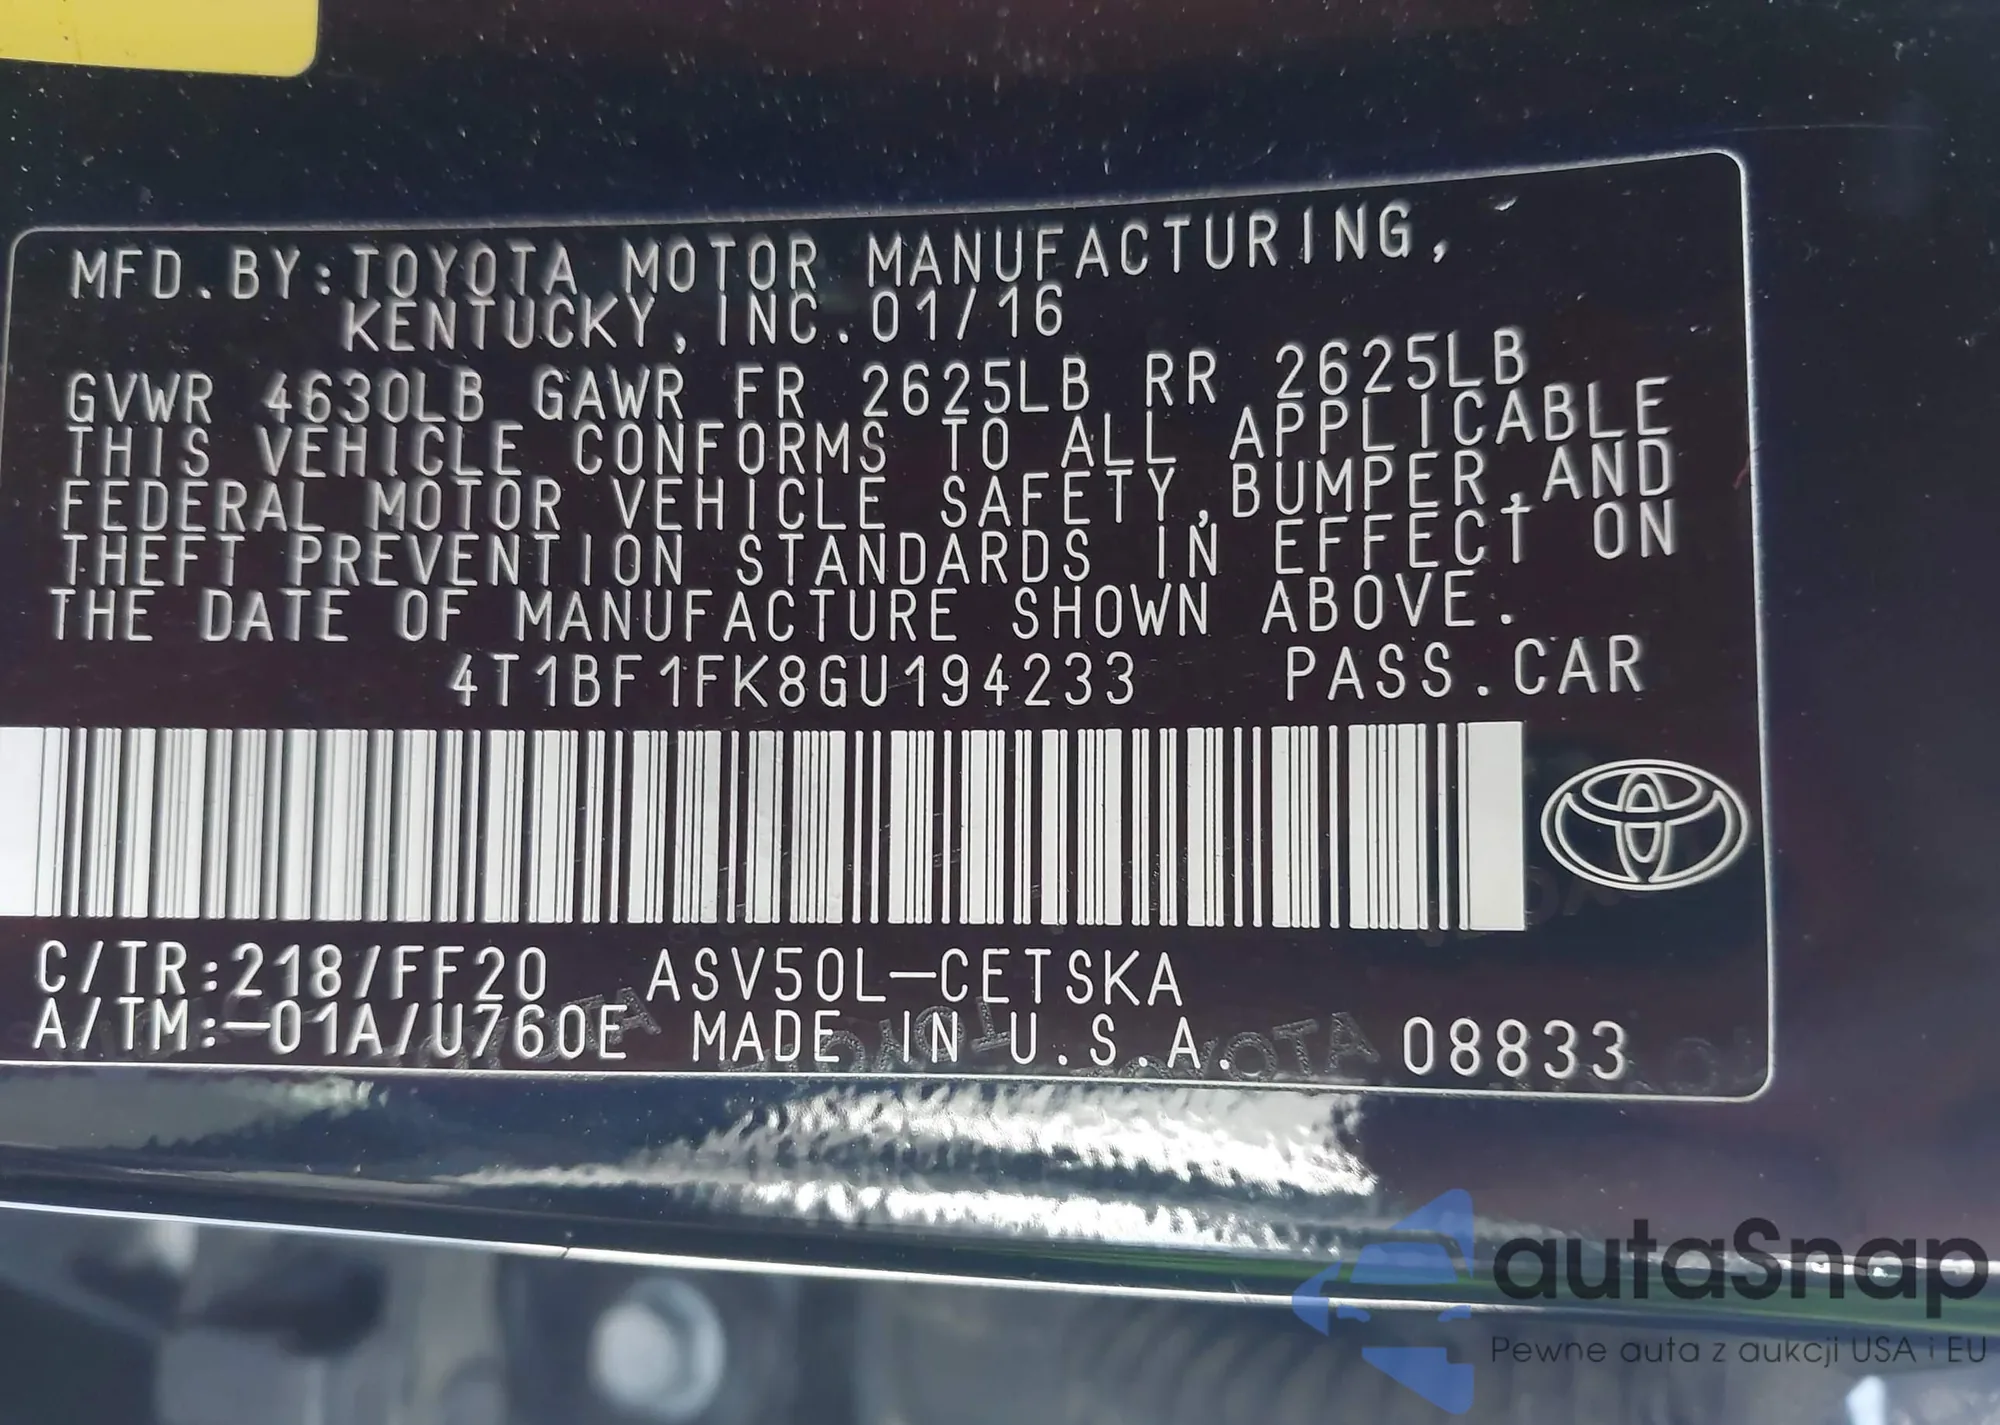 MFD.BY:TOYOTA MOTOR MANUFACTURING,
KENTUCKY, INC.01/16
GVWR 4630LB GAWR FR 2625LB RR 2625LB
THIS VEHICLE CONFORMS TO ALL APPLICABLE
FEDERAL MOTOR VEHICLE SAFETY,BUMPER,AND
THEFT PREVENTION STANDARDS IN EFFECT ON
THE DATE OF MANUFACTURE SHOWN ABOVE.
4T1BF1FK8GU194233 PASS.CAR
C/TR:218/FF20 ASV50L-CETSKA
A/TM:-01A/U760E MADE IN U.S.A. 08833
autaSnap
Pewne auta z aukcji USA i EU